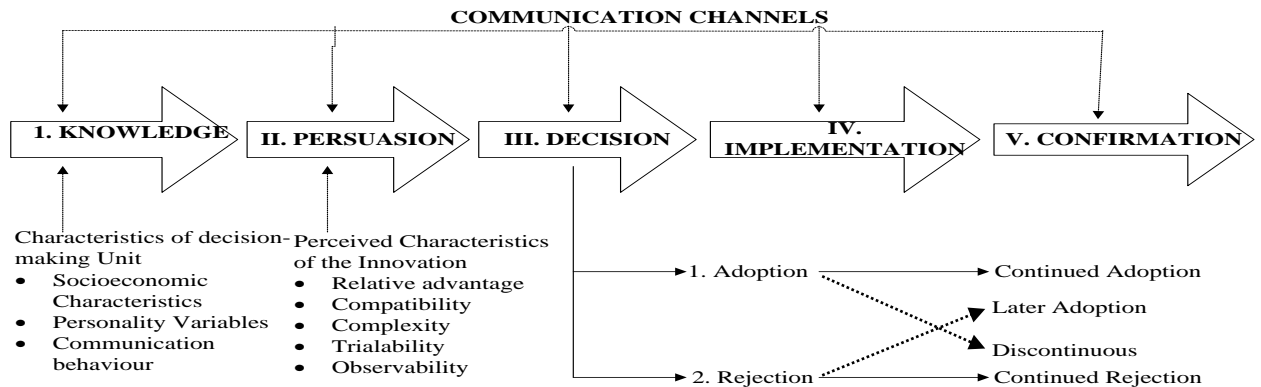 COMMUNICATION CHANNELS
1. KNOWLEDGE
II. PERSUASION
III. DECISION
IV.
IMPLEMENTATION
V. CONFIRMATION
Characteristics of decision-
making Unit
• Socioeconomic
Characteristics
• Personality Variables
• Communication
behaviour
Perceived Characteristics
of the Innovation
• Relative advantage
• Compatibility
• Complexity
• Trialability
• Observability
1. Adoption
Continued Adoption
Later Adoption
Discontinuous
2. Rejection
Continued Rejection